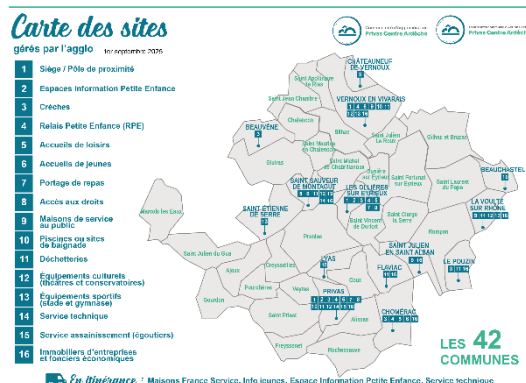 Carte des sites
gérés par l'agglo
1er septembre 2025
Privas Centre Ardèche
Privas Centre Ardèche
1 Siège / Pôle de proximité
2 Espaces Information Petite Enfance
3 Crèches
4 Relais Petite Enfance (RPE)
5 Accueils de loisirs
6 Accueils de jeunes
7 Portage de repas
8 Accès aux droits
9 Maisons de service
au public
10 Piscines ou sites
de baignade
11 Déchetteries
12 Équipements culturels
(théâtres et conservatoires)
13 Équipements sportifs
(stade et gymnase)
14 Service technique
15 Service assainissement (égoutiers)
16 Immobiliers d'entreprises
et fonciers économiques
CHÂTEAUNEUF
DE VERNOUX
Saint Jean Chambre
VERNOUX EN VIVARAIS
Chalencon
BEAUVÈNE
Silhac
Saint Julien
Le Roux
Gilhoc et Bruzac
Gluiras
Saint Michel
de Chabrillanoux
BEAUCHASTEL
SAINT SAUVEUR
DE MONTAGUT
LES OLLIÈRES
SUR EYRIEUX
Saint Fortunat
sur Eyrieux
Saint Laurent
du Pape
LA VOULTE
SUR RHÔNE
SAINT-ÉTIENNE
DE SERRE
Saint Vincent
de Durfort
Saint Cierge
la Serre
Marcols les Eaux
Pranles
Rompon
Saint Julien du Gua
SAINT JULIEN
EN SAINT ALBAN
Ajoux
Creysseilles
LYAS
FLAVIAC
LE POUZIN
Pourchères
Veyras
Coux
Gourdon
PRIVAS
Saint Priest
Alissas
CHOMÉRAC
Freyssenet
Rochessauve
LES 42
COMMUNES
En itinérance : Maisons France Service, Info jeunes, Espace Information Petite Enfance, Service technique